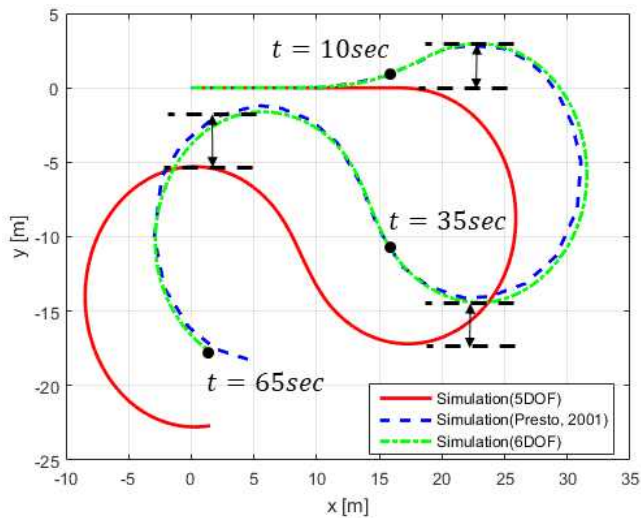 5
0
-5
-10
-15
-20
-25
y [m]
t = 10sec
t = 35sec
t = 65sec
Simulation(5DOF)
Simulation(Presto, 2001)
Simulation(6DOF)
-10 -5 0 5 10 15 20 25 30 35
x [m]